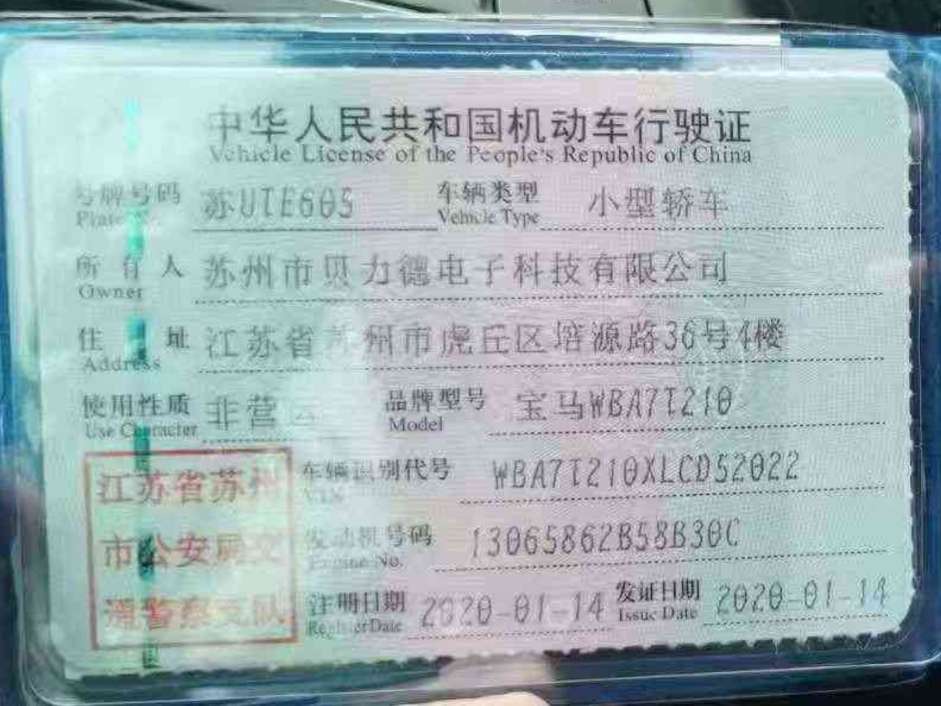 中华人民共和国机动车行驶证
Vehicle License of the People's Republic of China
号牌号码 苏UTE605 车辆类型 小型轿车
Plate No. Vehicle Type
所有人 苏州市贝力德电子科技有限公司
Owner
住址 江苏省苏州市虎丘区培源路36号4楼
Address
使用性质 非营运 品牌型号 宝马WBA7T210
Use Character Model
车辆识别代号 WBA7T210XLCD52022
VIN
发动机号码 13065862B58B30C
Engine No.
注册日期 2020-01-14 发证日期 2020-01-14
Register Date Issue Date
江苏省苏州
市公安局交
通警察支队